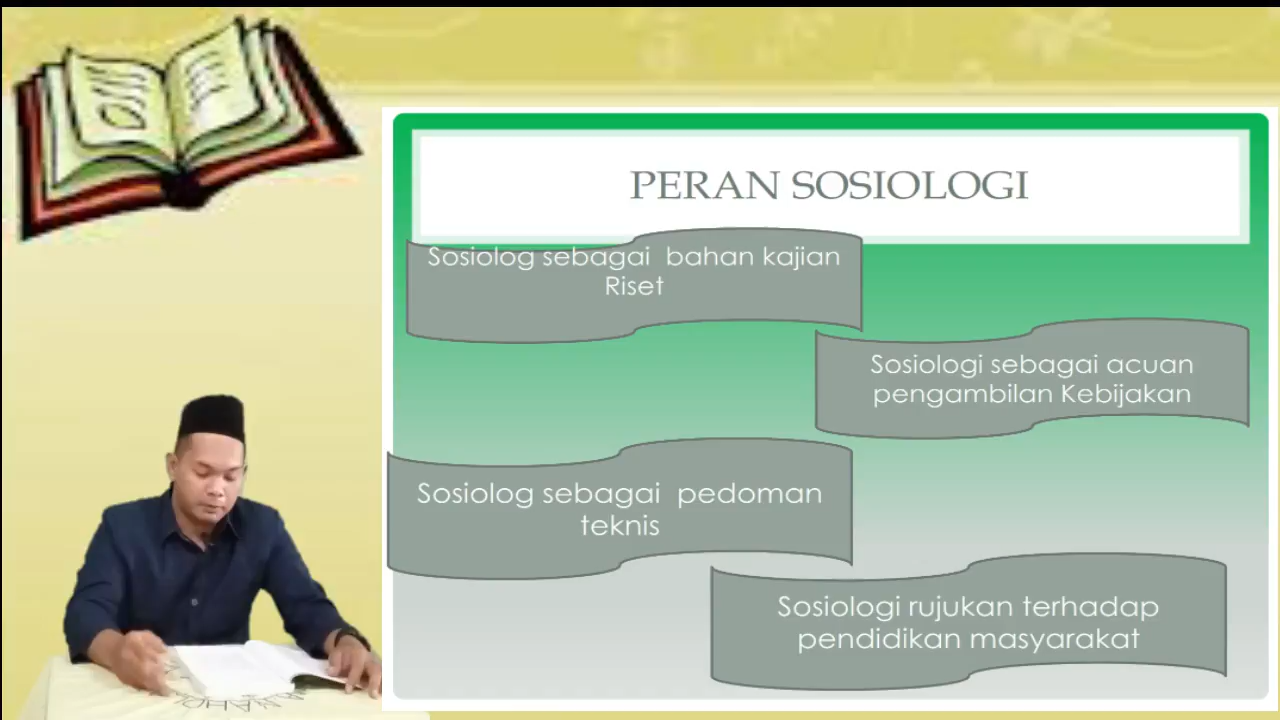 PERAN SOSIOLOGI
Sosiolog sebagai bahan kajian
Riset
Sosiologi sebagai acuan
pengambilan Kebijakan
Sosiolog sebagai pedoman
teknis
Sosiologi rujukan terhadap
pendidikan masyarakat